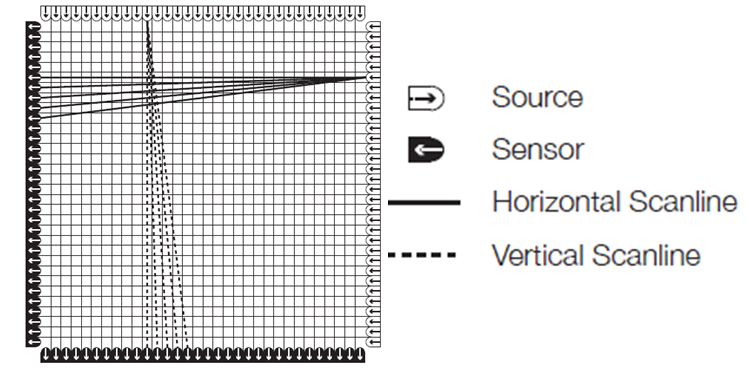 Source
Sensor
Horizontal Scanline
Vertical Scanline